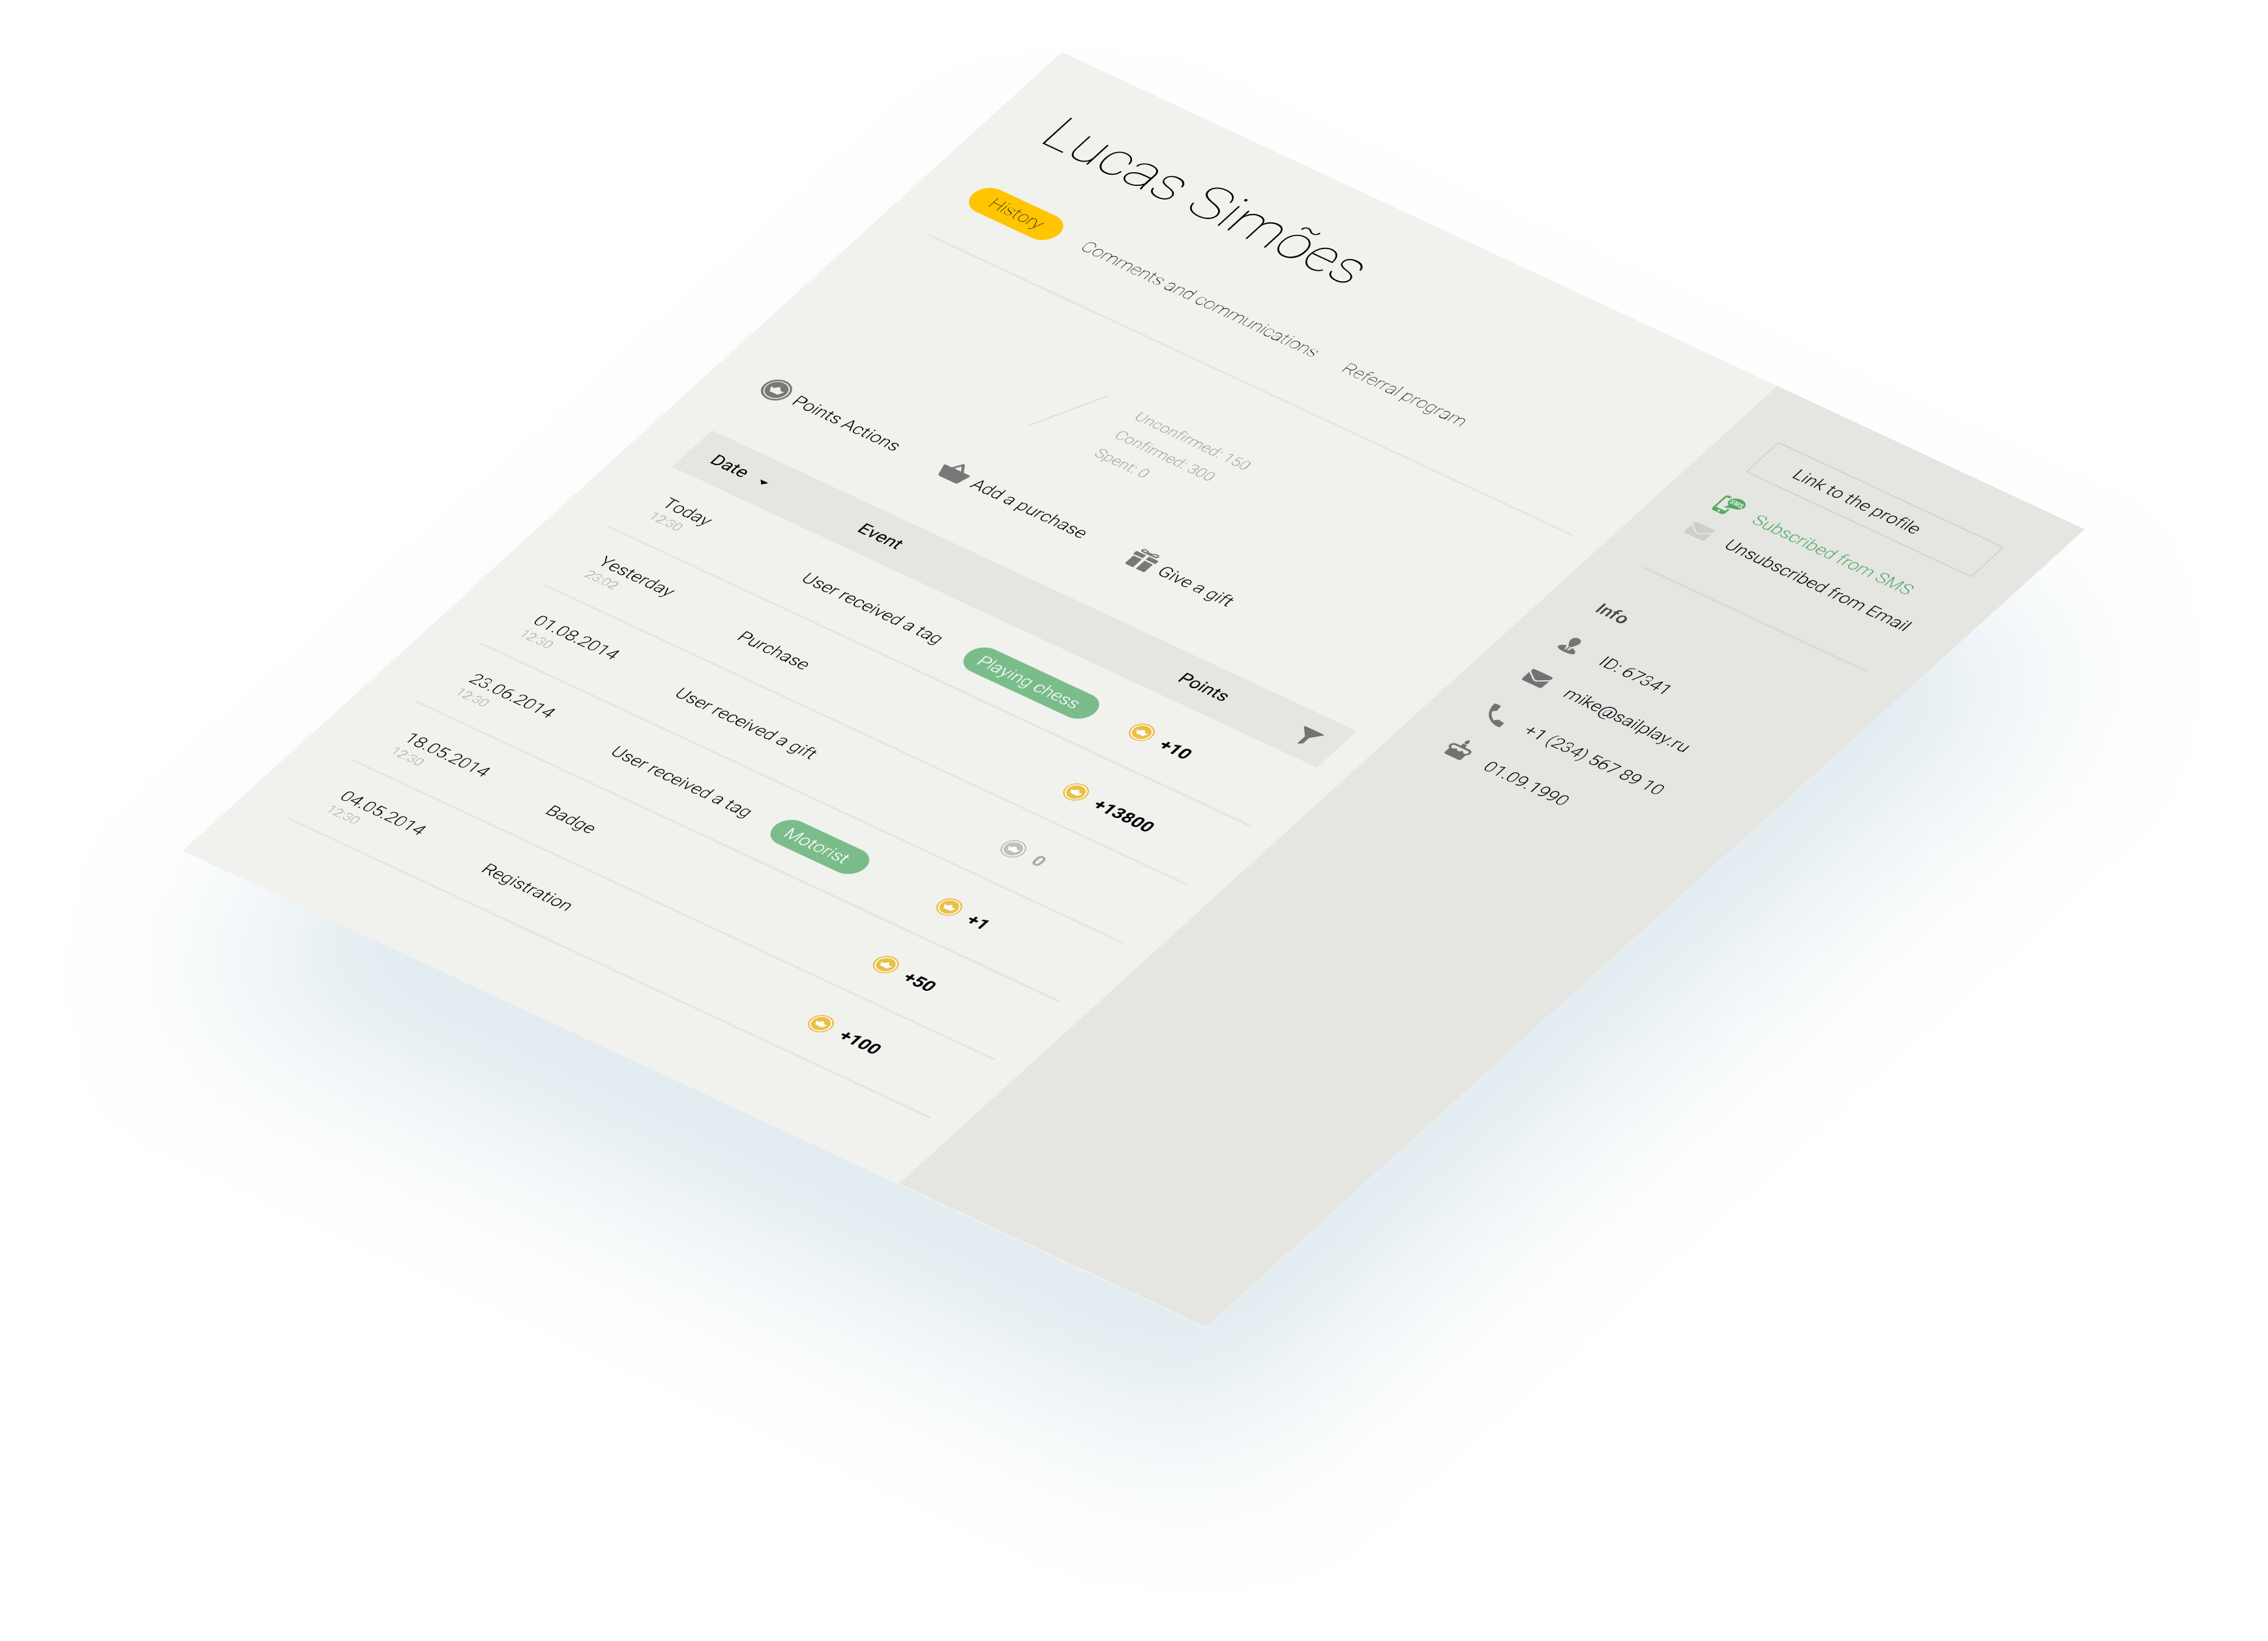 Lucas Simões
History
Comments and communications
Referral program
Unconfirmed: 150
Confirmed: 300
Spent: 0
Points Actions
Add a purchase
Give a gift
Date
Event
Points
Today
12:30
User received a tag
Playing chess
+10
Yesterday
23:02
Purchase
+13800
01.08.2014
12:30
User received a gift
0
23.06.2014
12:30
User received a tag
Motorist
+1
18.05.2014
12:30
Badge
+50
04.05.2014
12:30
Registration
+100
Link to the profile
Subscribed from SMS
Unsubscribed from Email
Info
ID: 67341
mike@sailplay.ru
+1 (234) 567 89 10
01.09.1990